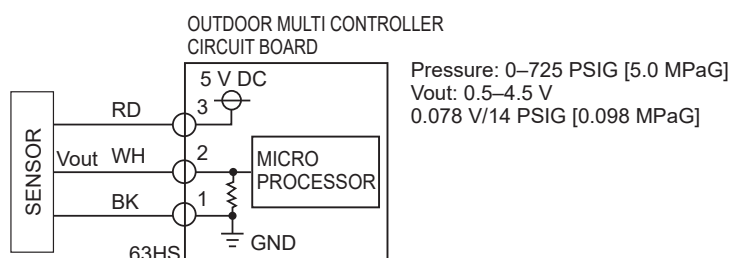 OUTDOOR MULTI CONTROLLER
CIRCUIT BOARD
5 V DC
Pressure: 0–725 PSIG [5.0 MPaG]
Vout: 0.5–4.5 V
0.078 V/14 PSIG [0.098 MPaG]
SENSOR
RD
3
Vout WH
2
MICRO
PROCESSOR
BK
1
GND
63HS